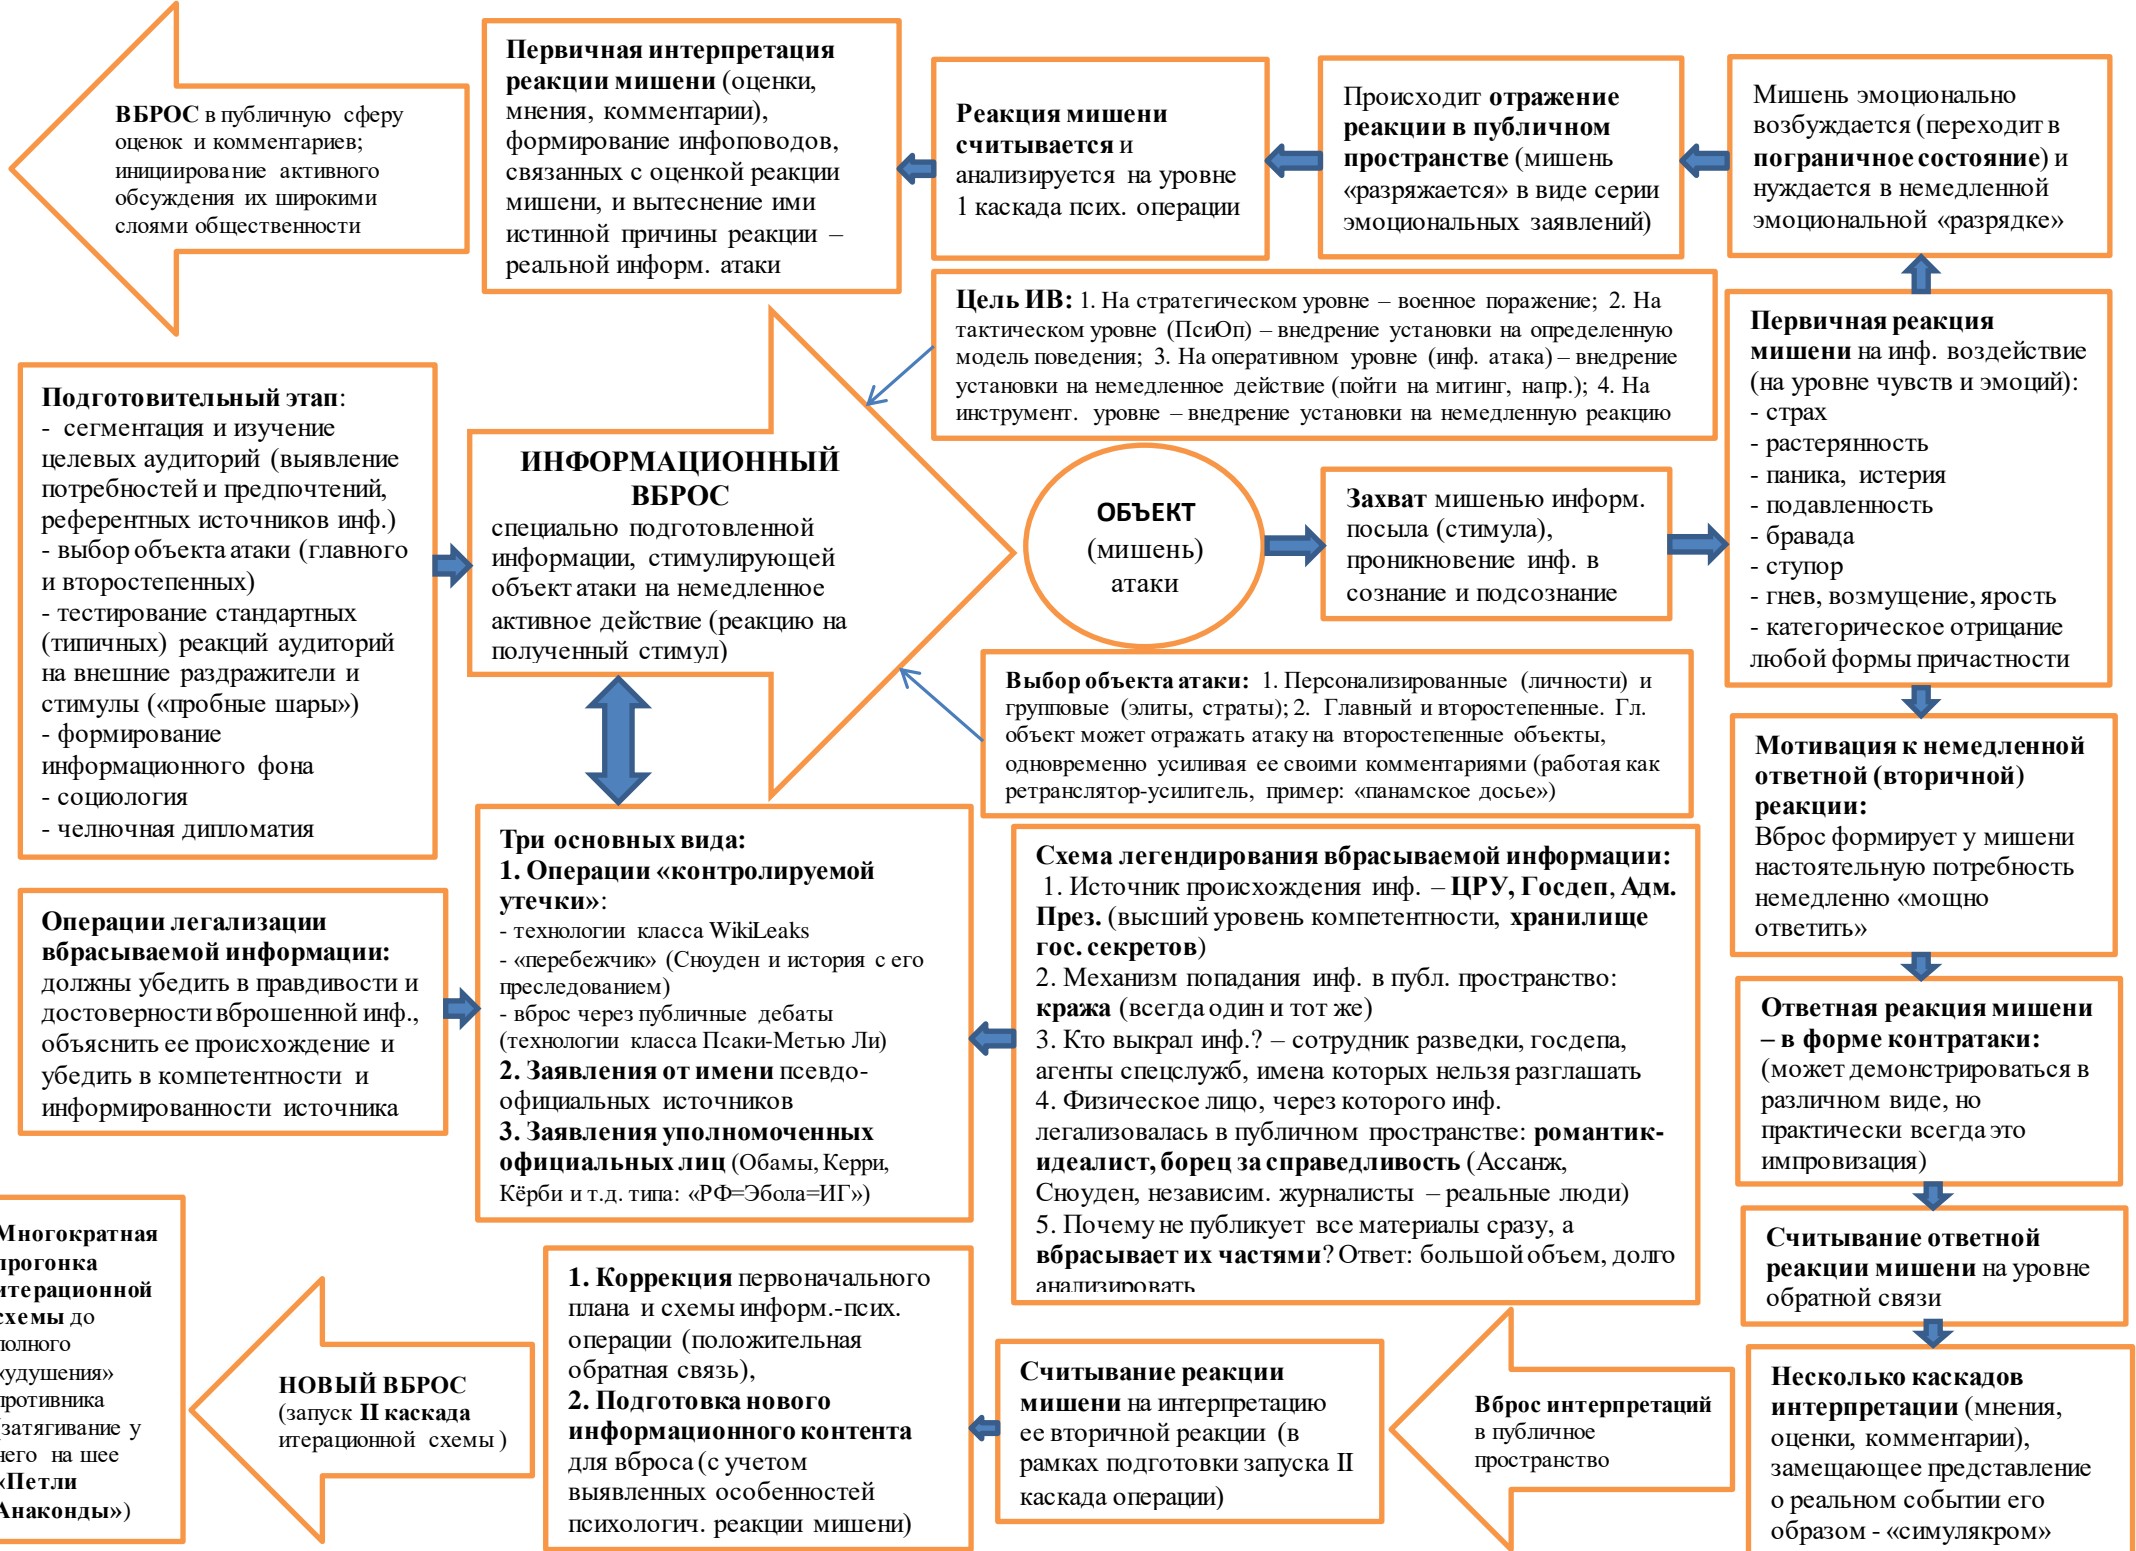 ВБРОС в публичную сферу
оценок и комментариев;
инициирование активного
обсуждения их широкими
слоями общественности
Первичная интерпретация
реакции мишени (оценки,
мнения, комментарии),
формирование инфоповодов,
связанных с оценкой реакции
мишени, и вытеснение ими
истинной причины реакции –
реальной информ. атаки
Реакция мишени
считывается и
анализируется на уровне
1 каскада псих. операции
Происходит отражение
реакции в публичном
пространстве (мишень
«разряжается» в виде серии
эмоциональных заявлений)
Мишень эмоционально
возбуждается (переходит в
пограничное состояние) и
нуждается в немедленной
эмоциональной «разрядке»
Цель ИВ: 1. На стратегическом уровне – военное поражение; 2. На
тактическом уровне (ПсиОп) – внедрение установки на определенную
модель поведения; 3. На оперативном уровне (инф. атака) – внедрение
установки на немедленное действие (пойти на митинг, напр.); 4. На
инструмент. уровне – внедрение установки на немедленную реакцию
Первичная реакция
мишени на инф. воздействие
(на уровне чувств и эмоций):
- страх
- растерянность
- паника, истерия
- подавленность
- бравада
- ступор
- гнев, возмущение, ярость
- категорическое отрицание
любой формы причастности
Подготовительный этап:
- сегментация и изучение
целевых аудиторий (выявление
потребностей и предпочтений,
референтных источников инф.)
- выбор объекта атаки (главного
и второстепенных)
- тестирование стандартных
(типичных) реакций аудиторий
на внешние раздражители и
стимулы («пробные шары»)
- формирование
информационного фона
- социология
- челночная дипломатия
ИНФОРМАЦИОННЫЙ
ВБРОС
специально подготовленной
информации, стимулирующей
объект атаки на немедленное
активное действие (реакцию на
полученный стимул)
ОБЪЕКТ
(мишень)
атаки
Захват мишенью информ.
посыла (стимула),
проникновение инф. в
сознание и подсознание
Выбор объекта атаки: 1. Персонализированные (личности) и
групповые (элиты, страты); 2. Главный и второстепенные. Гл.
объект может отражать атаку на второстепенные объекты,
одновременно усиливая ее своими комментариями (работая как
ретранслятор-усилитель, пример: «панамское досье»)
Мотивация к немедленной
ответной (вторичной)
реакции:
Вброс формирует у мишени
настоятельную потребность
немедленно «мощно
ответить»
Операции легализации
вбрасываемой информации:
должны убедить в правдивости и
достоверности вброшенной инф.,
объяснить ее происхождение и
убедить в компетентности и
информированности источника
Три основных вида:
1. Операции «контролируемой
утечки»:
- технологии класса WikiLeaks
- «перебежчик» (Сноуден и история с его
преследованием)
- вброс через публичные дебаты
(технологии класса Псаки-Метью Ли)
2. Заявления от имени псевдо-
официальных источников
3. Заявления уполномоченных
официальных лиц (Обамы, Керри,
Кёрби и т.д. типа: «РФ=Эбола=ИГ»)
Схема легендирования вбрасываемой информации:
1. Источник происхождения инф. – ЦРУ, Госдеп, Адм.
През. (высший уровень компетентности, хранилище
гос. секретов)
2. Механизм попадания инф. в публ. пространство:
кража (всегда один и тот же)
3. Кто выкрал инф.? – сотрудник разведки, госдепа,
агенты спецслужб, имена которых нельзя разглашать
4. Физическое лицо, через которого инф.
легализовалась в публичном пространстве: романтик-
идеалист, борец за справедливость (Ассанж,
Сноуден, независим. журналисты – реальные люди)
5. Почему не публикует все материалы сразу, а
вбрасывает их частями? Ответ: большой объем, долго
анализировать
Ответная реакция мишени
– в форме контратаки:
(может демонстрироваться в
различном виде, но
практически всегда это
импровизация)
Считывание ответной
реакции мишени на уровне
обратной связи
Несколько каскадов
интерпретации (мнения,
оценки, комментарии),
замещающее представление
о реальном событии его
образом - «симулякром»
Вброс интерпретаций
в публичное
пространство
Считывание реакции
мишени на интерпретацию
ее вторичной реакции (в
рамках подготовки запуска II
каскада операции)
1. Коррекция первоначального
плана и схемы информ.-псих.
операции (положительная
обратная связь),
2. Подготовка нового
информационного контента
для вброса (с учетом
выявленных особенностей
психологич. реакции мишени)
НОВЫЙ ВБРОС
(запуск II каскада
итерационной схемы)
Многократная
прогонка
итерационной
схемы до
полного
«удушения»
противника
(затягивание у
него на шее
«Петли
Анаконды»)